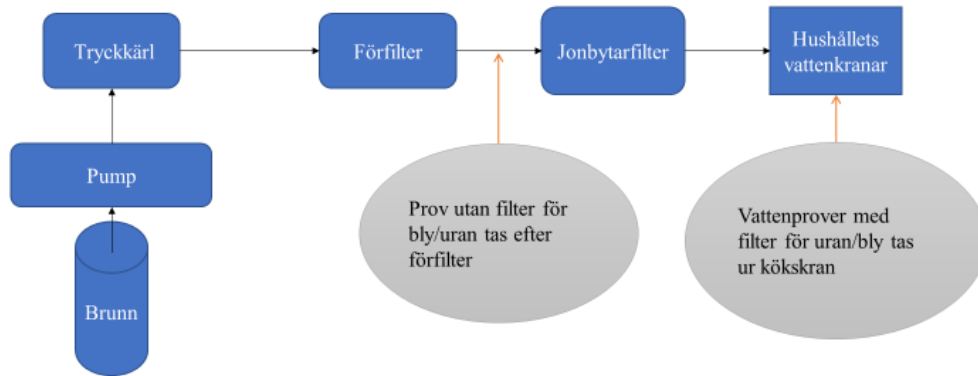 Tryckkärl
Förfilter
Jonbytarfilter
Hushållets
vattenkranar
Pump
Brunn
Prov utan filter för
bly/uran tas efter
förfilter
Vattenprover med
filter för uran/bly tas
ur kökskran